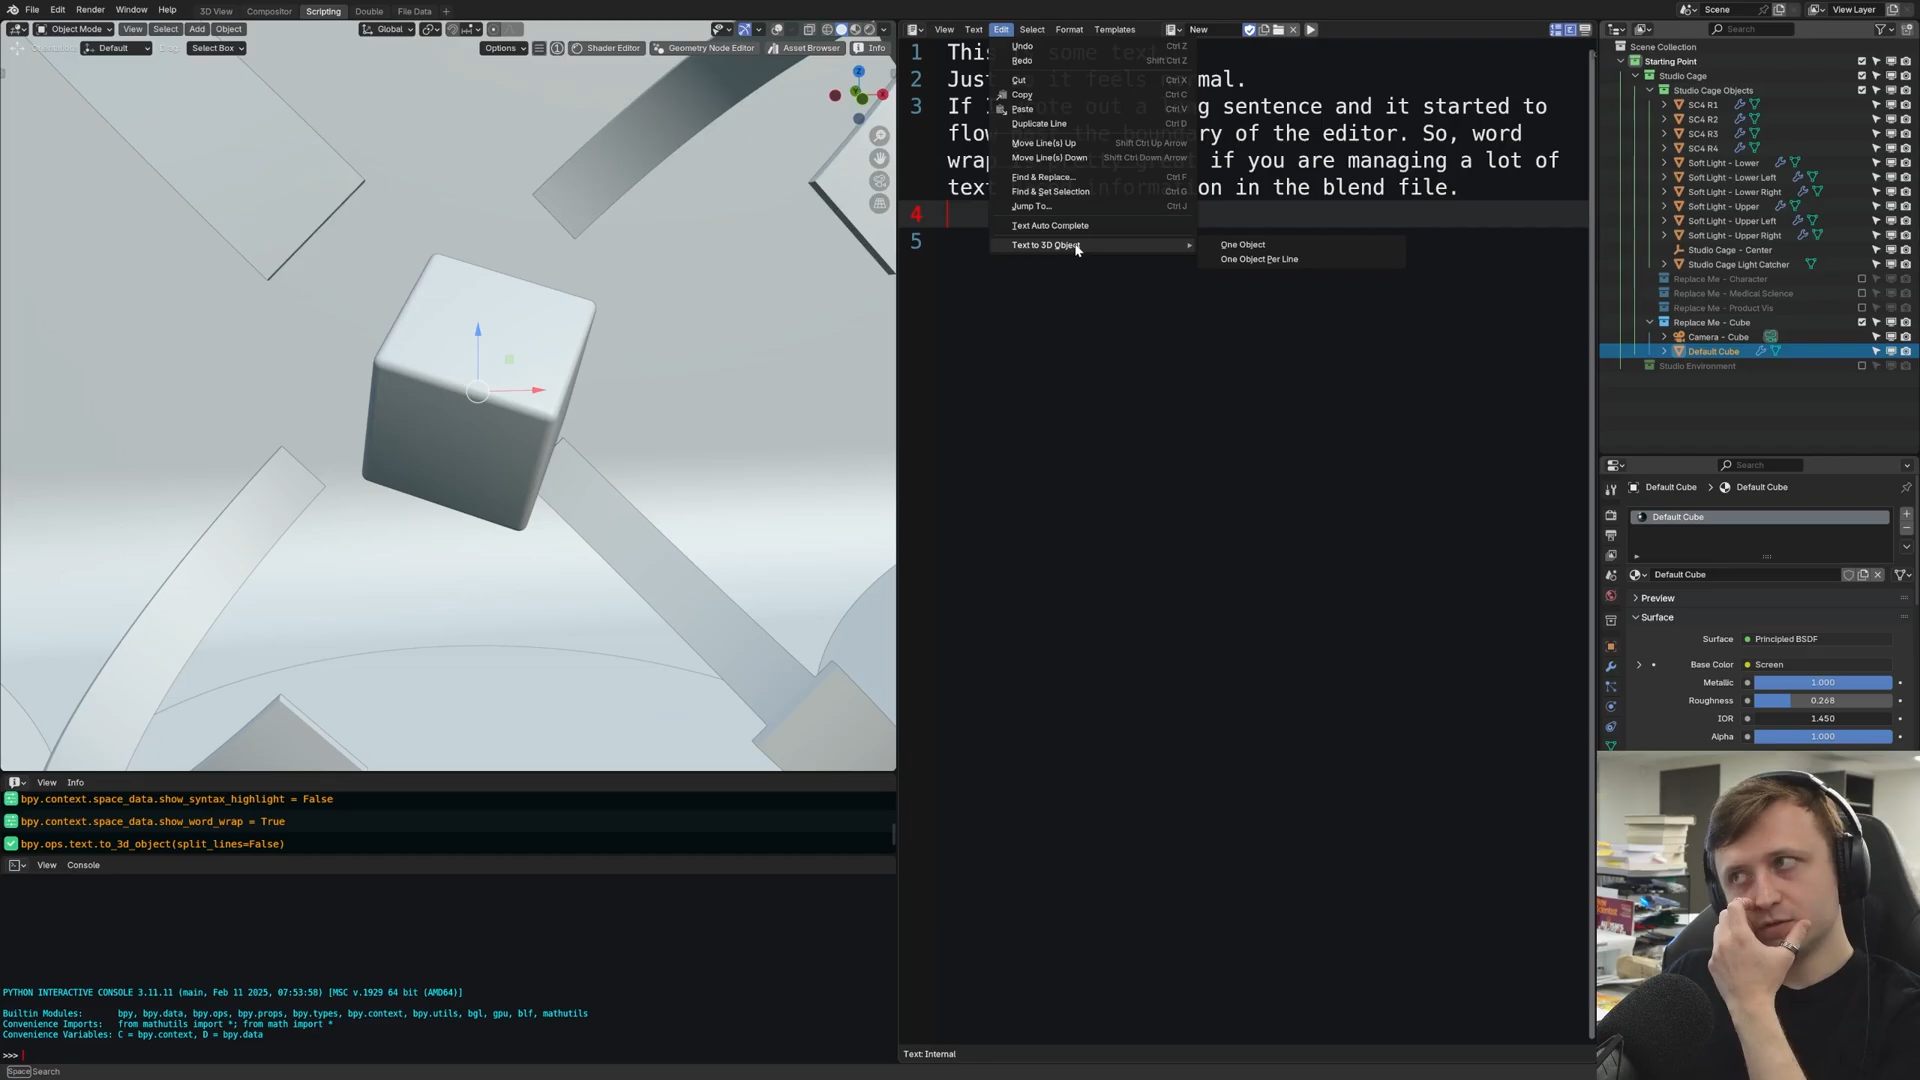 File Edit Render Window Help 3D View Compositor Scripting Double File Data + Scene View Layer
Object Mode View Select Add Object Global
Orientation: Default Drag: Select Box Options Shader Editor Geometry Node Editor Asset Browser Info
View Text Edit Select Format Templates New
1 This some tex
2 Jus it feels mal.
3 If I ote out a g sentence and it started to
flow past the boundary of the editor. So, word
wrap if you are managing a lot of
text information in the blend file.
4
5
Undo Ctrl Z
Redo Shift Ctrl Z
Cut Ctrl X
Copy Ctrl C
Paste Ctrl V
Duplicate Line Ctrl D
Move Line(s) Up Shift Ctrl Up Arrow
Move Line(s) Down Shift Ctrl Down Arrow
Find & Replace... Ctrl F
Find & Set Selection Ctrl G
Jump To... Ctrl J
Text Auto Complete
Text to 3D Object
One Object
One Object Per Line
Text: Internal
Z
X
Y
View Info
bpy.context.space_data.show_syntax_highlight = False
bpy.context.space_data.show_word_wrap = True
bpy.ops.text.to_3d_object(split_lines=False)
View Console
PYTHON INTERACTIVE CONSOLE 3.11.11 (main, Feb 11 2025, 07:53:58) [MSC v.1929 64 bit (AMD64)]
Builtin Modules: bpy, bpy.data, bpy.ops, bpy.props, bpy.types, bpy.context, bpy.utils, bgl, gpu, blf, mathutils
Convenience Imports: from mathutils import *; from math import *
Convenience Variables: C = bpy.context, D = bpy.data
>>>
Space Search
Search
Scene Collection
Starting Point
Studio Cage
Studio Cage Objects
SC4 R1
SC4 R2
SC4 R3
SC4 R4
Soft Light - Lower
Soft Light - Lower Left
Soft Light - Lower Right
Soft Light - Upper
Soft Light - Upper Left
Soft Light - Upper Right
Studio Cage - Center
Studio Cage Light Catcher
Replace Me - Character
Replace Me - Medical Science
Replace Me - Product Vis
Replace Me - Cube
Camera - Cube
Default Cube
Studio Environment
Search
Default Cube > Default Cube
Default Cube
Default Cube
Preview
Surface
Surface Principled BSDF
Base Color Screen
Metallic 1.000
Roughness 0.268
IOR 1.450
Alpha 1.000